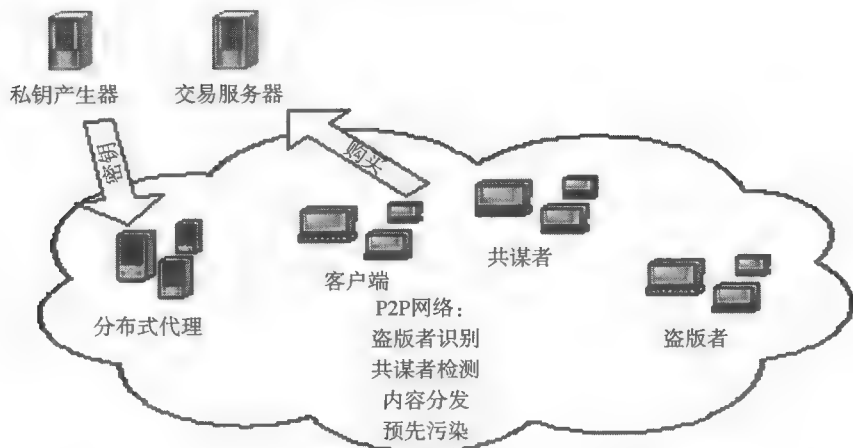 私钥产生器
交易服务器
密钥
购买
客户端
共谋者
分布式代理
盗版者
P2P网络：
盗版者识别
共谋者检测
内容分发
预先污染